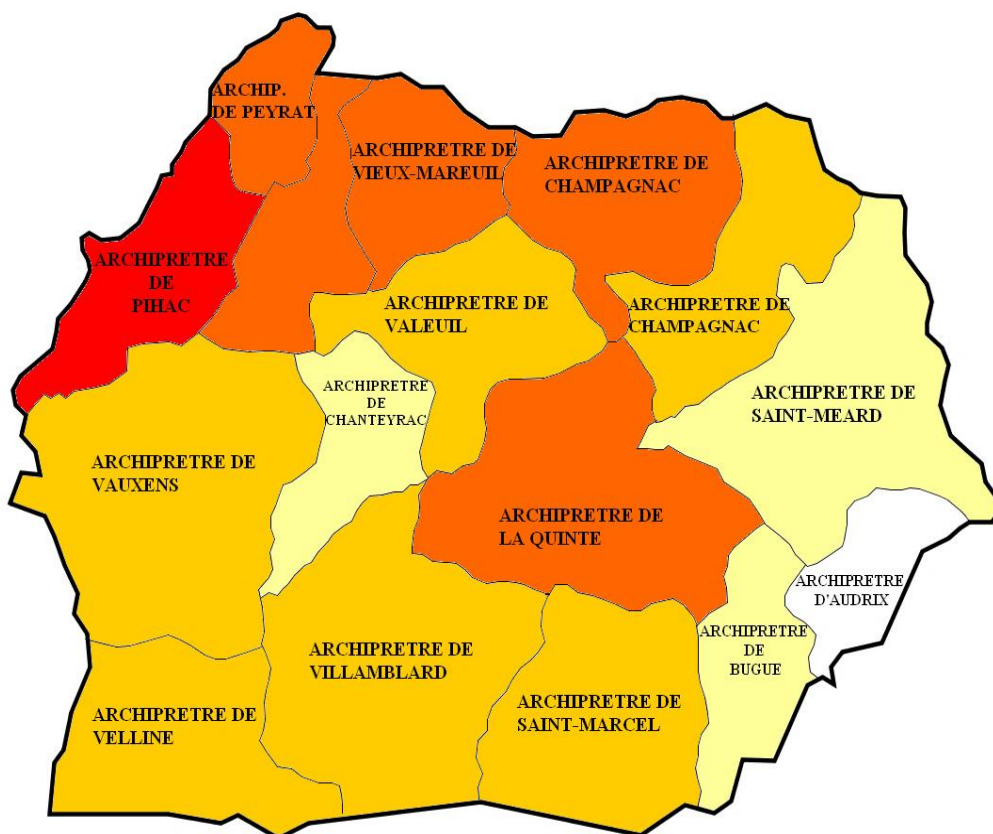 ARCHIP.
DE PEYRAT
ARCHIPRETRE DE
VIEUX-MAREUIL
ARCHIPRETRE DE
CHAMPAGNAC
ARCHIPRETRE
DE
PIHAC
ARCHIPRETRE DE
VALEUIL
ARCHIPRETRE DE
CHAMPAGNAC
ARCHIPRETRE
DE
CHANTEYRAC
ARCHIPRETRE DE
SAINT-MEARD
ARCHIPRETRE DE
VAUXENS
ARCHIPRETRE DE
LA QUINTE
ARCHIPRETRE
D'AUDRIX
ARCHIPRETRE
DE
BUGUE
ARCHIPRETRE DE
VILLAMBLARD
ARCHIPRETRE DE
SAINT-MARCEL
ARCHIPRETRE DE
VELLINE